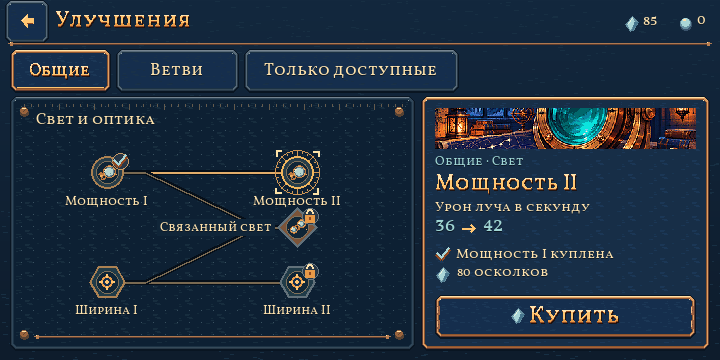 Улучшения
85
0
Общие
Ветви
Только доступные
Свет и оптика
Мощность I
Мощность II
Связанный свет
Ширина I
Ширина II
Общие · Свет
Мощность II
Урон луча в секунду
36 → 42
Мощность I куплена
80 осколков
Купить